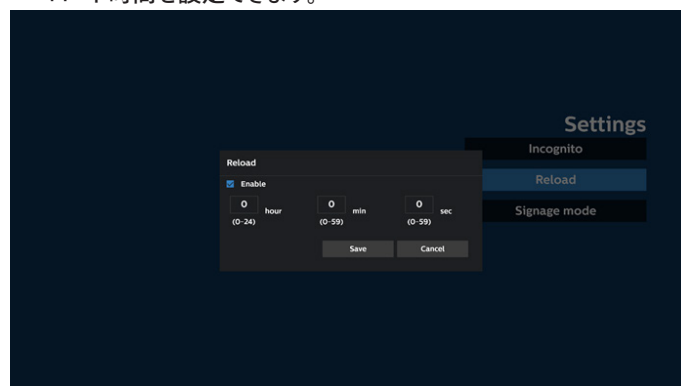 時間を設定できます。
Settings
Incognito
Reload
Signage mode
Reload
Enable
0 hour 0 min 0 sec
(0-24) (0-59) (0-59)
Save Cancel